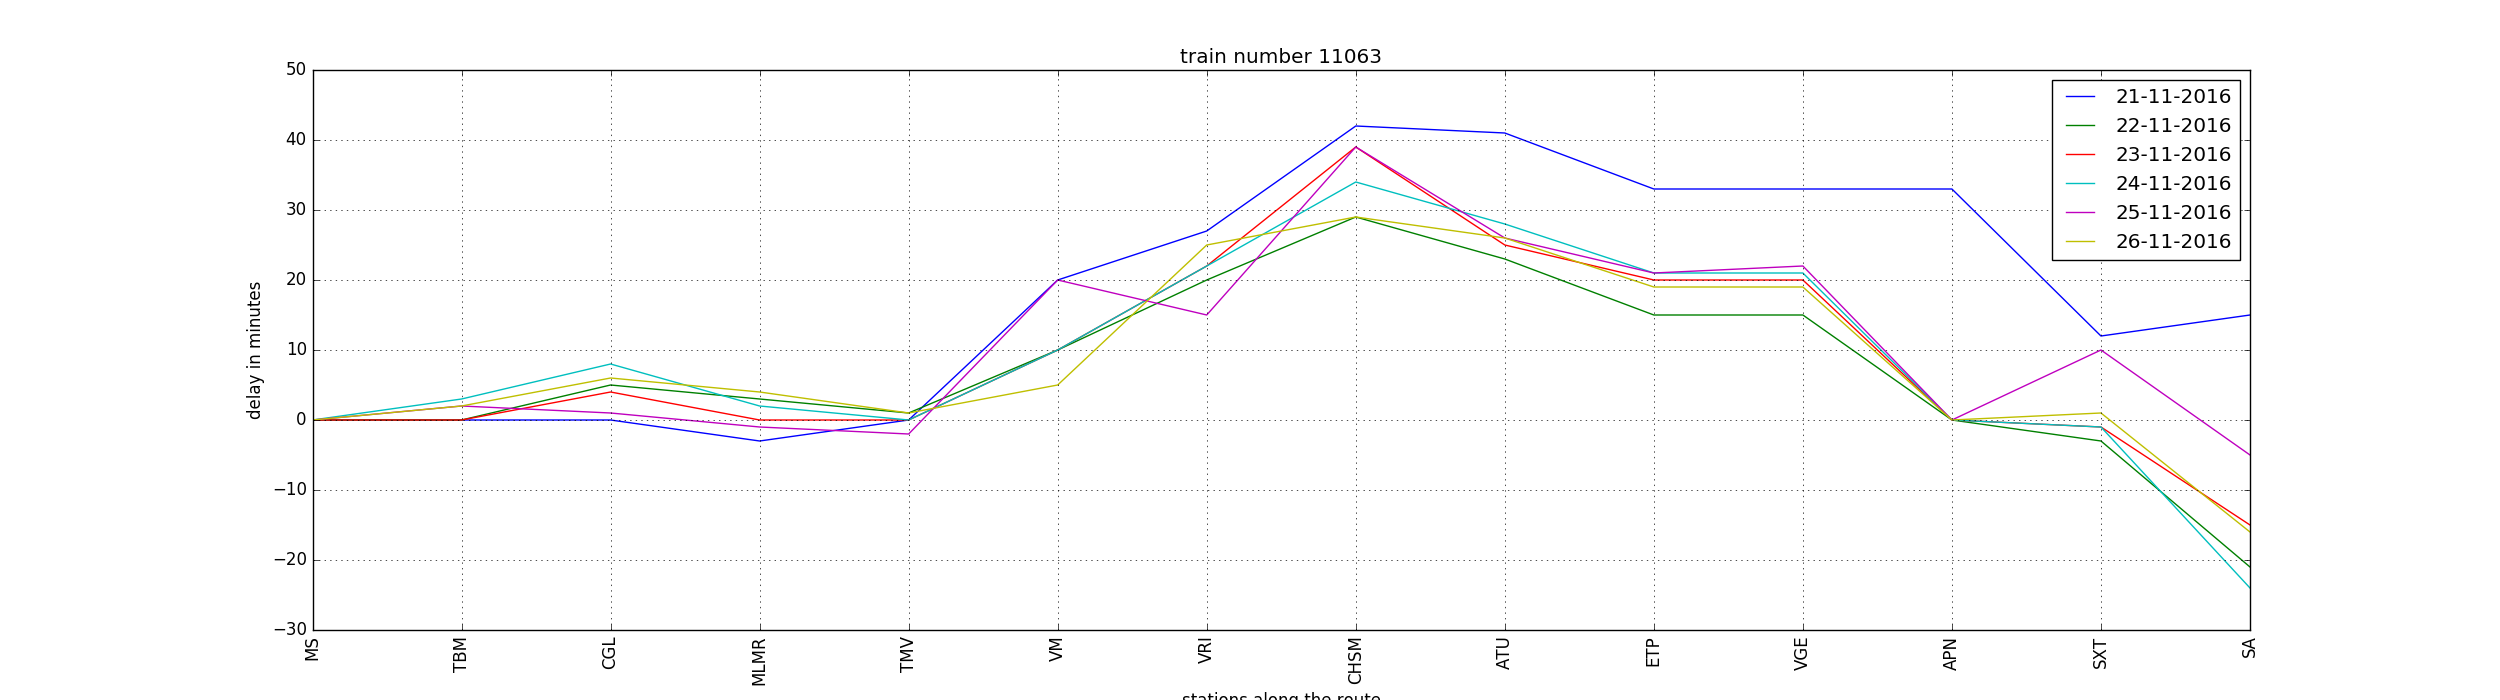 train number 11063
50
40
30
20
10
0
−10
−20
−30
delay in minutes
21-11-2016
22-11-2016
23-11-2016
24-11-2016
25-11-2016
26-11-2016
MS
TBM
CGL
MLMR
TMV
VM
VRI
CHSM
ATU
ETP
VGE
APN
SXT
SA
stations along the route